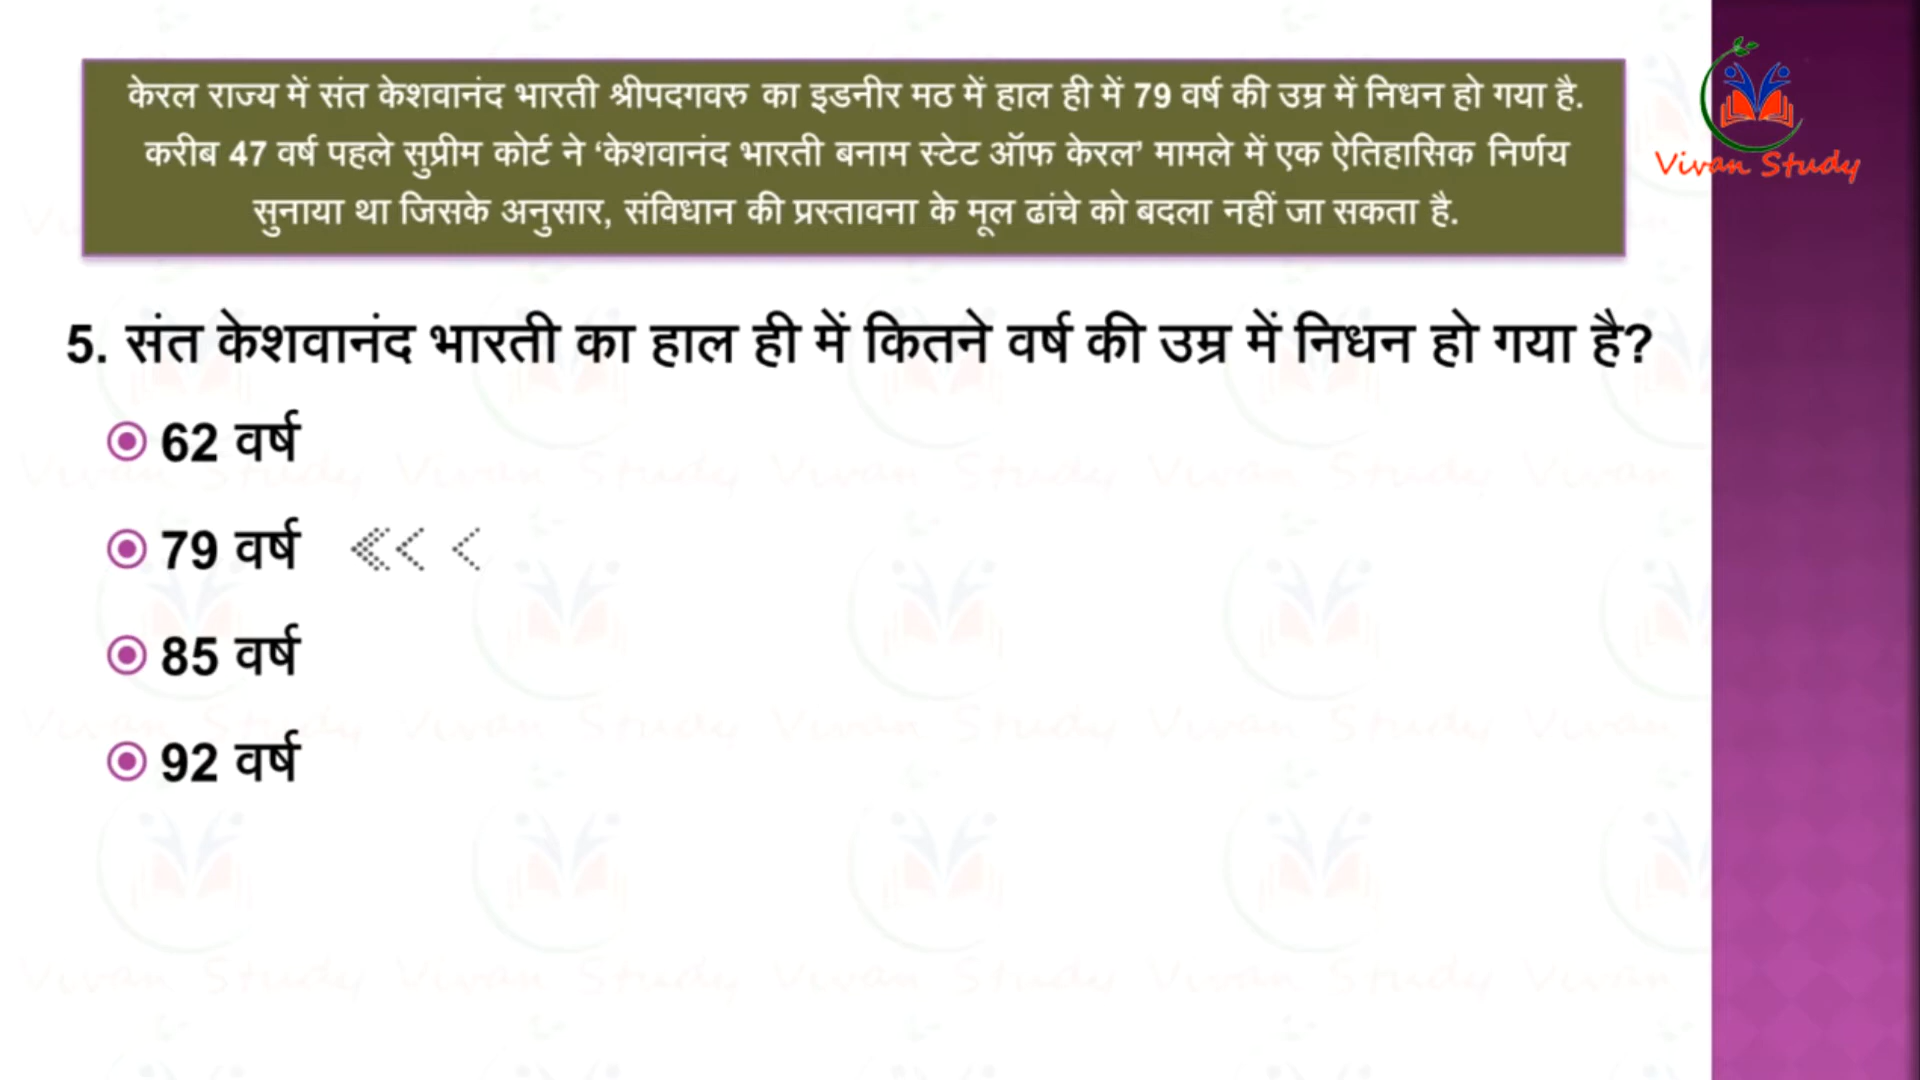 केरल राज्य में संत केशवानंद भारती श्रीपदगवरु का इडनीर मठ में हाल ही में 79 वर्ष की उम्र में निधन हो गया है.
करीब 47 वर्ष पहले सुप्रीम कोर्ट ने ‘केशवानंद भारती बनाम स्टेट ऑफ केरल’ मामले में एक ऐतिहासिक निर्णय
सुनाया था जिसके अनुसार, संविधान की प्रस्तावना के मूल ढांचे को बदला नहीं जा सकता है.
Vivan Study
5. संत केशवानंद भारती का हाल ही में कितने वर्ष की उम्र में निधन हो गया है?
62 वर्ष
79 वर्ष
85 वर्ष
92 वर्ष